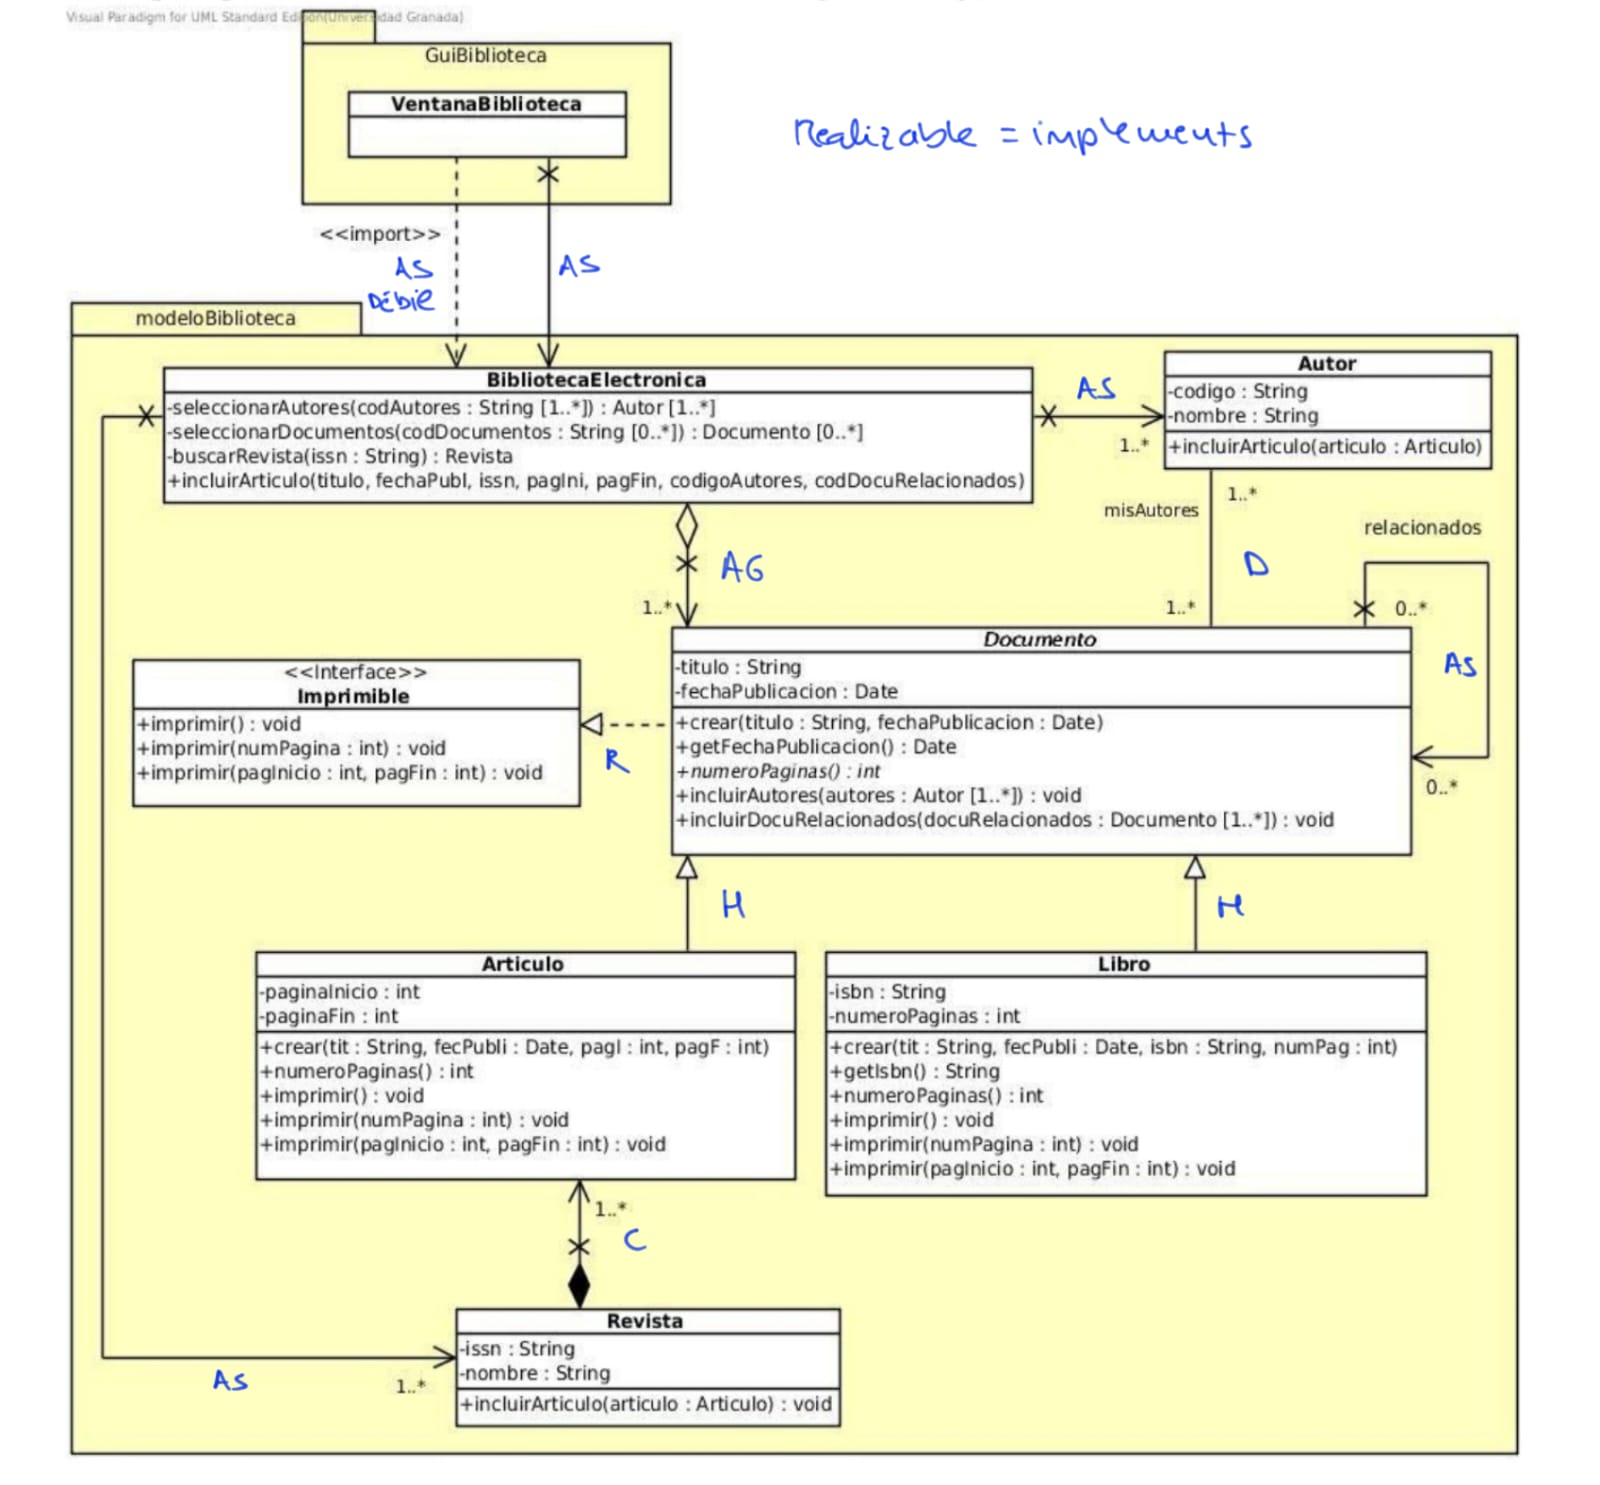 Visual Paradigm for UML Standard Edition(Universidad Granada)
GuiBiblioteca
VentanaBiblioteca
Realizable = implements
<<import>>
AS
Débil
AS
modeloBiblioteca
BibliotecaElectronica
-seleccionarAutores(codAutores : String [1..*]) : Autor [1..*]
-seleccionarDocumentos(codDocumentos : String [0..*]) : Documento [0..*]
-buscarRevista(issn : String) : Revista
+incluirArticulo(titulo, fechaPubl, issn, pagIni, pagFin, codigoAutores, codDocuRelacionados)
AS
1..*
Autor
-codigo : String
-nombre : String
+incluirArticulo(articulo : Articulo)
1..*
misAutores
D
1..*
relacionados
0..*
AS
0..*
AG
1..*
Documento
-titulo : String
-fechaPublicacion : Date
+crear(titulo : String, fechaPublicacion : Date)
+getFechaPublicacion() : Date
+numeroPaginas() : int
+incluirAutores(autores : Autor [1..*]) : void
+incluirDocuRelacionados(docuRelacionados : Documento [1..*]) : void
<<Interface>>
Imprimible
+imprimir() : void
+imprimir(numPagina : int) : void
+imprimir(pagInicio : int, pagFin : int) : void
R
H
H
Articulo
-paginaInicio : int
-paginaFin : int
+crear(tit : String, fecPubli : Date, pagI : int, pagF : int)
+numeroPaginas() : int
+imprimir() : void
+imprimir(numPagina : int) : void
+imprimir(pagInicio : int, pagFin : int) : void
Libro
-isbn : String
-numeroPaginas : int
+crear(tit : String, fecPubli : Date, isbn : String, numPag : int)
+getIsbn() : String
+numeroPaginas() : int
+imprimir() : void
+imprimir(numPagina : int) : void
+imprimir(pagInicio : int, pagFin : int) : void
1..*
C
Revista
-issn : String
-nombre : String
+incluirArticulo(articulo : Articulo) : void
AS
1..*